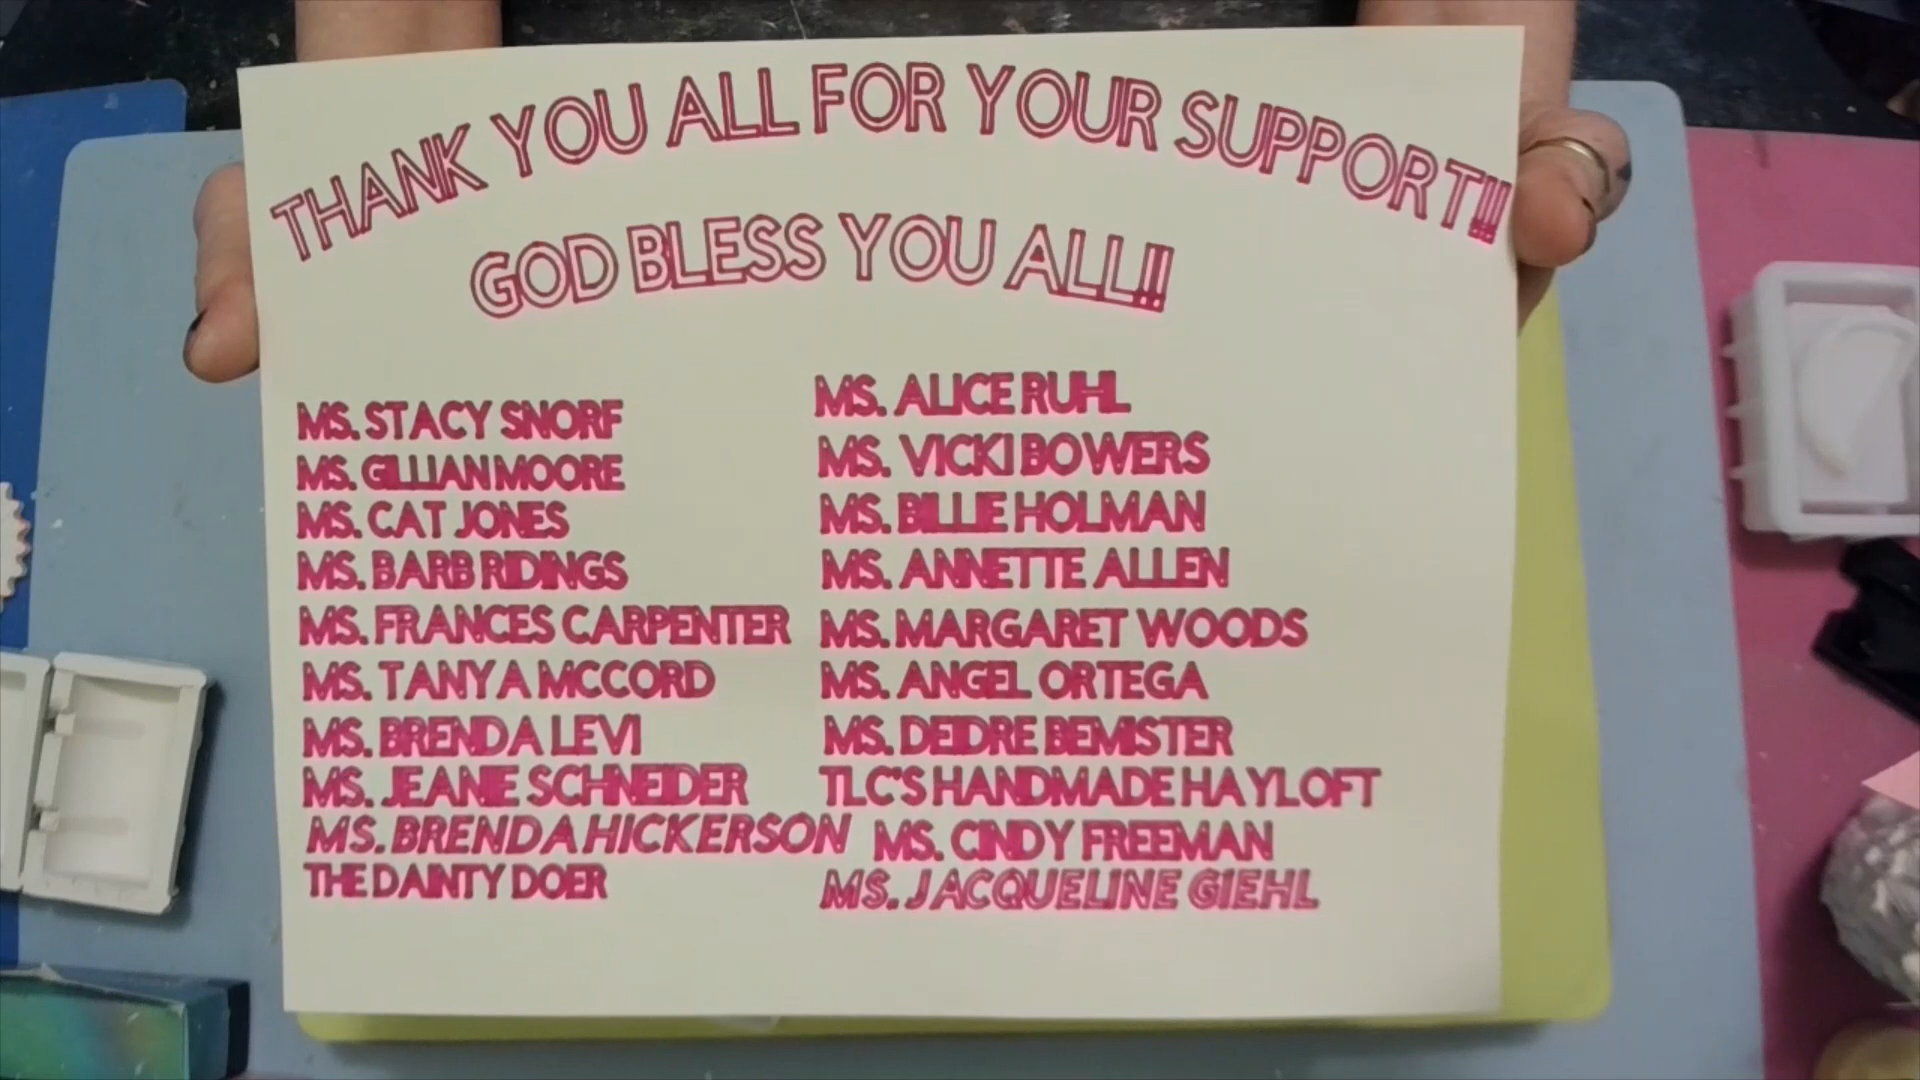 THANK YOU ALL FOR YOUR SUPPORT!!!
GOD BLESS YOU ALL!!
MS. STACY SNORF
MS. GILLIAN MOORE
MS. CAT JONES
MS. BARB RIDINGS
MS. FRANCES CARPENTER
MS. TANYA MCCORD
MS. BRENDA LEVI
MS. JEANIE SCHNEIDER
MS. BRENDA HICKERSON
THE DAINTY DOER
MS. ALICE RUHL
MS. VICKI BOWERS
MS. BILLIE HOLMAN
MS. ANNETTE ALLEN
MS. MARGARET WOODS
MS. ANGEL ORTEGA
MS. DEIDRE BEMISTER
TLC'S HANDMADE HAYLOFT
MS. CINDY FREEMAN
MS. JACQUELINE GIEHL